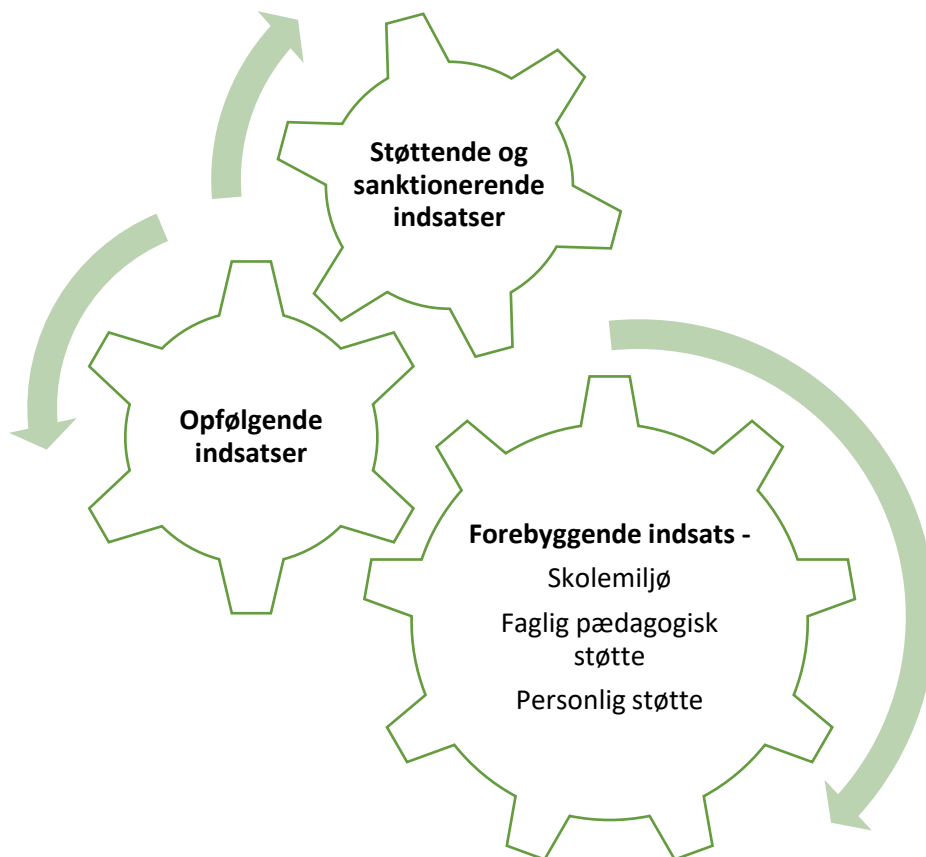 Støttende og
sanktionerende
indsatser
Opfølgende
indsatser
Forebyggende indsats -
Skolemiljø
Faglig pædagogisk
støtte
Personlig støtte